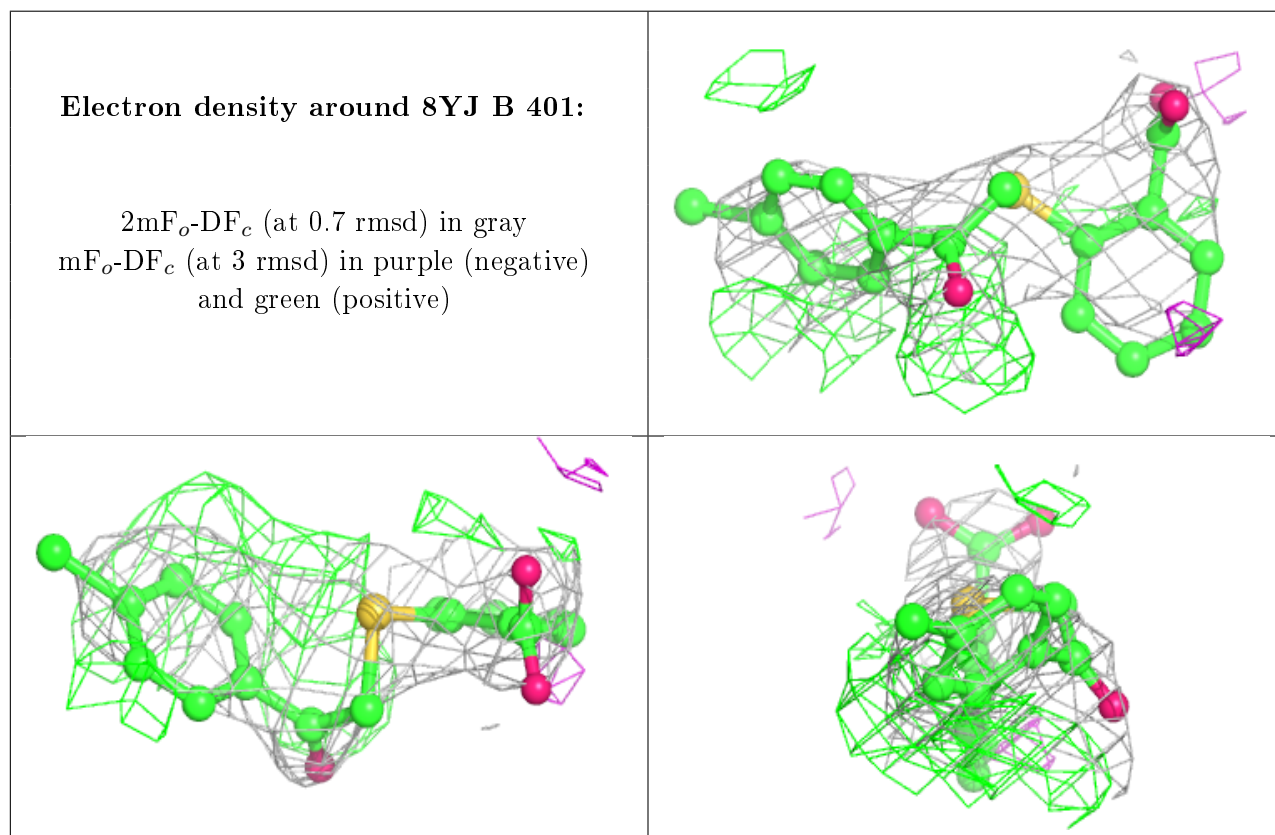 Electron density around 8YJ B 401:
2mFo-DFc (at 0.7 rmsd) in gray
mFo-DFc (at 3 rmsd) in purple (negative)
and green (positive)